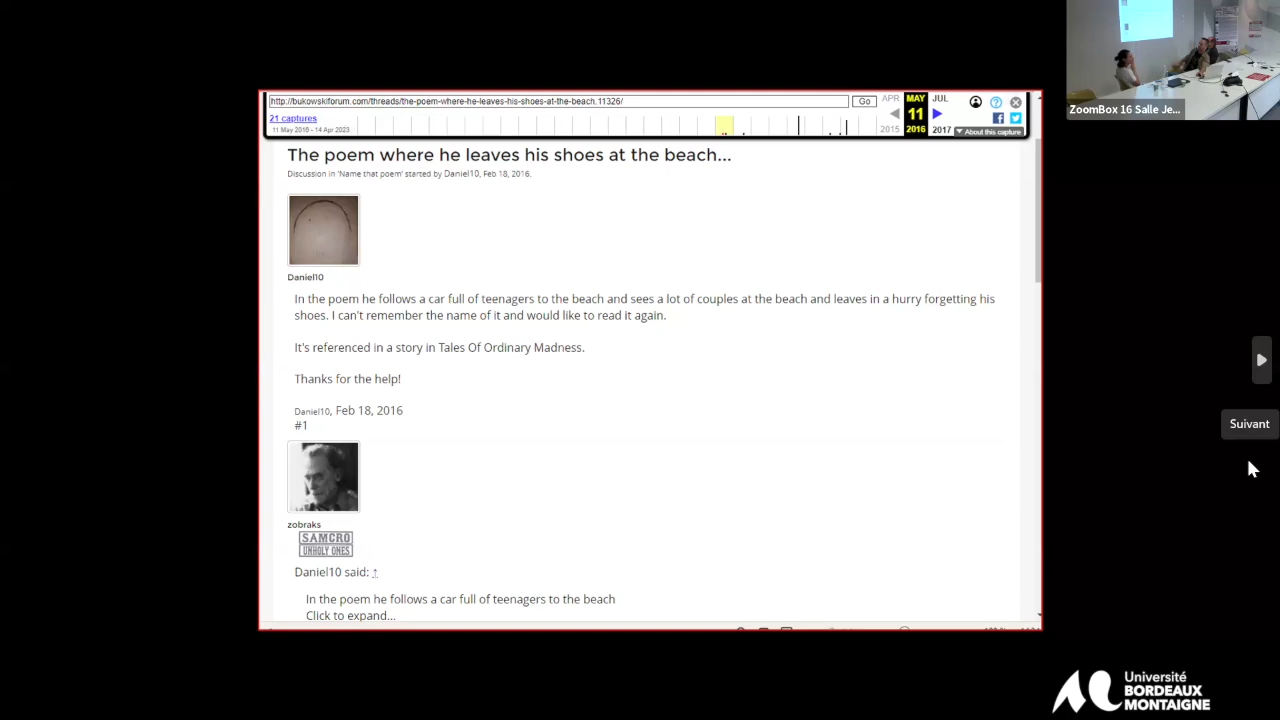 http://bukowskiforum.com/threads/the-poem-where-he-leaves-his-shoes-at-the-beach.11326/
Go
APR
MAY
JUL
21 captures
11 May 2016 - 14 Apr 2023
11
2015
2016
2017
About this capture
The poem where he leaves his shoes at the beach...
Discussion in 'Name that poem' started by Daniel10, Feb 18, 2016.
Daniel10
In the poem he follows a car full of teenagers to the beach and sees a lot of couples at the beach and leaves in a hurry forgetting his
shoes. I can't remember the name of it and would like to read it again.
It's referenced in a story in Tales Of Ordinary Madness.
Thanks for the help!
Daniel10, Feb 18, 2016
#1
zobraks
SAMCRO
UNHOLY ONES
Daniel10 said: ↑
In the poem he follows a car full of teenagers to the beach
Click to expand...
ZoomBox 16 Salle Je...
Suivant
Université
BORDEAUX
MONTAIGNE